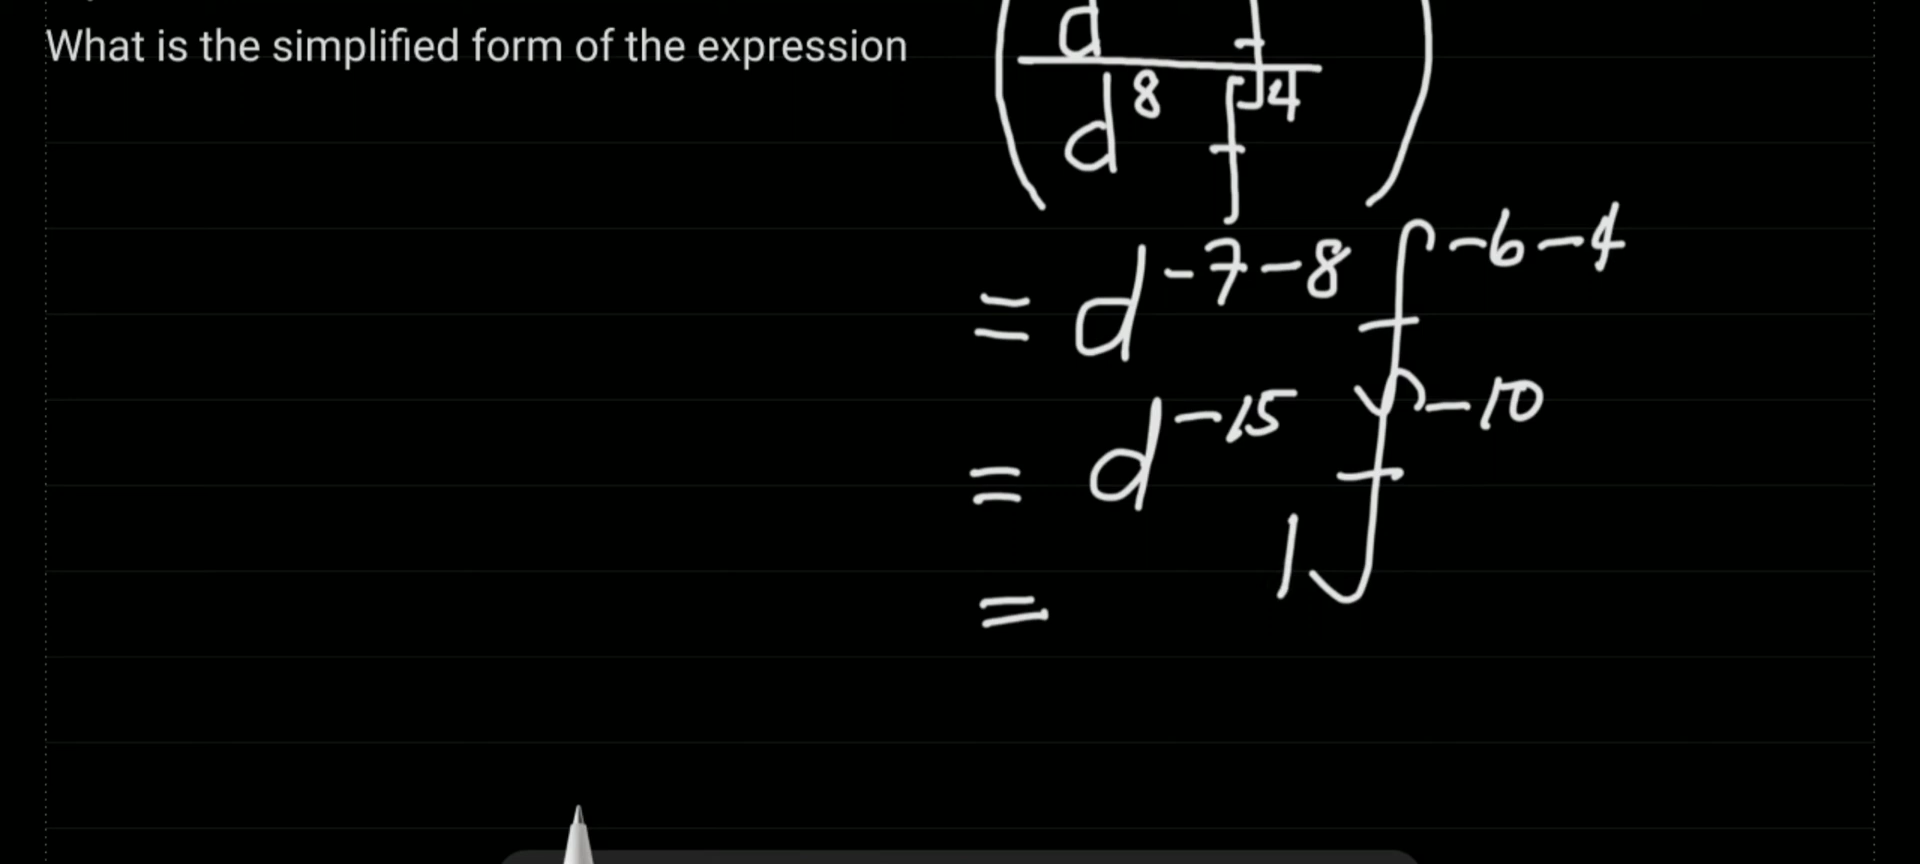 What is the simplified form of the expression
d f
d^8 f^4
= d^{-7-8} f^{-6-4}
= d^{-15} f^{-10}
= 1